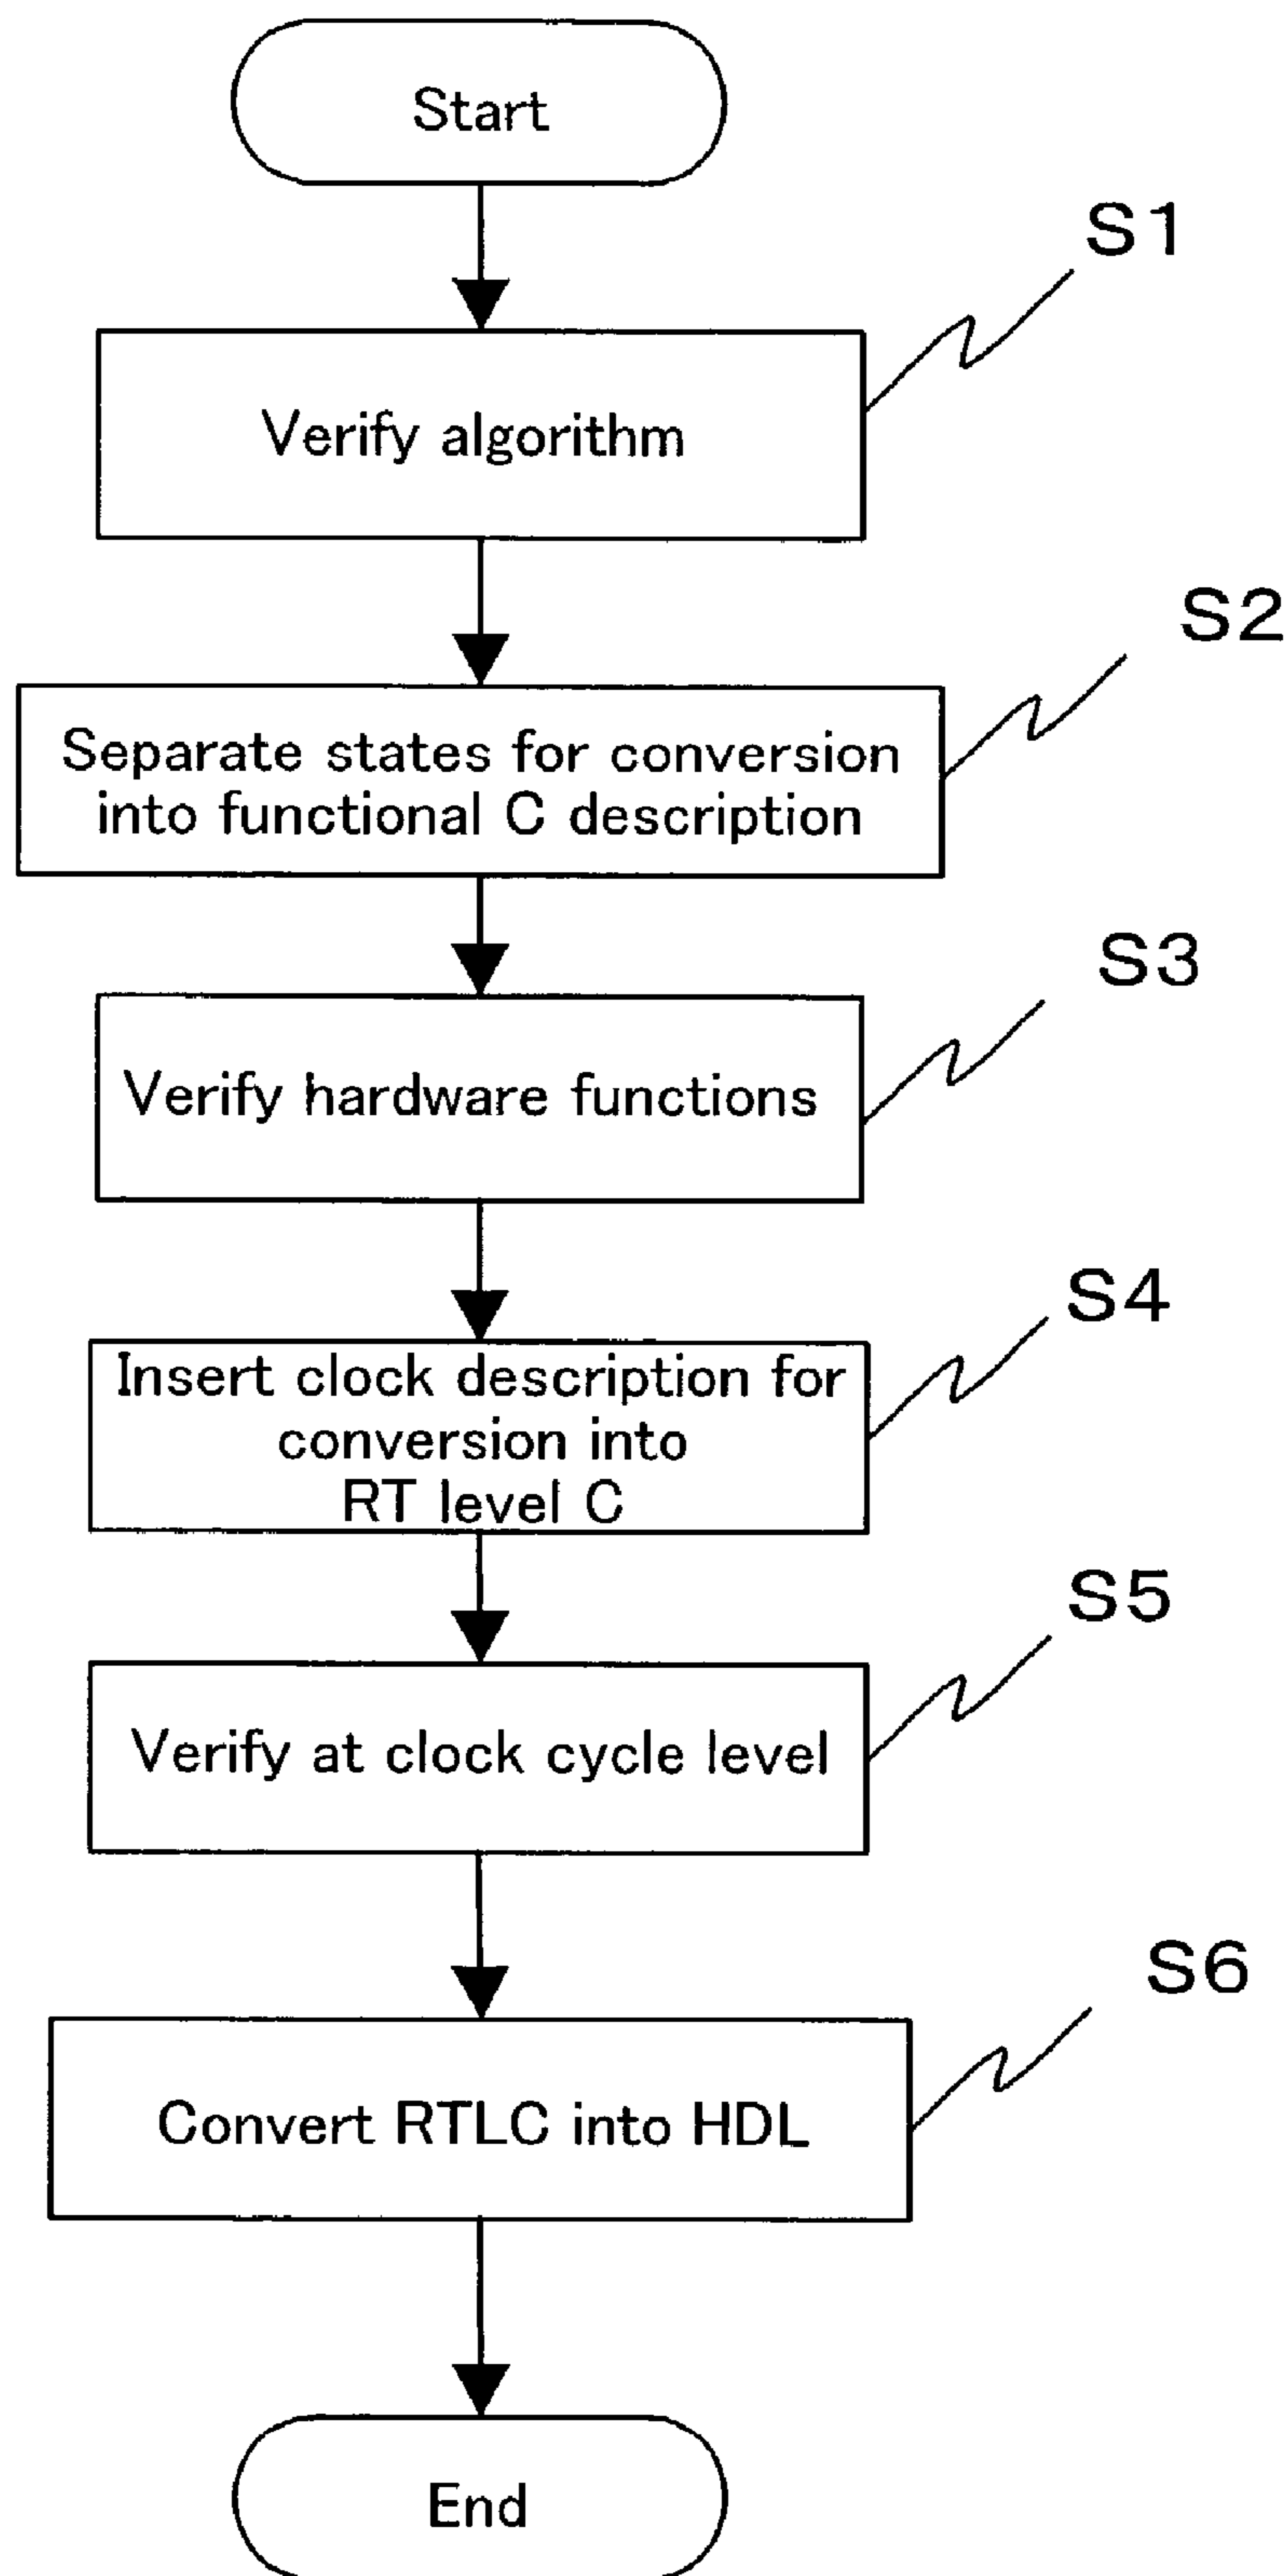 Start
S1
Verify algorithm
S2
Separate states for conversion
into functional C description
S3
Verify hardware functions
S4
Insert clock description for
conversion into
RT level C
S5
Verify at clock cycle level
S6
Convert RTLC into HDL
End